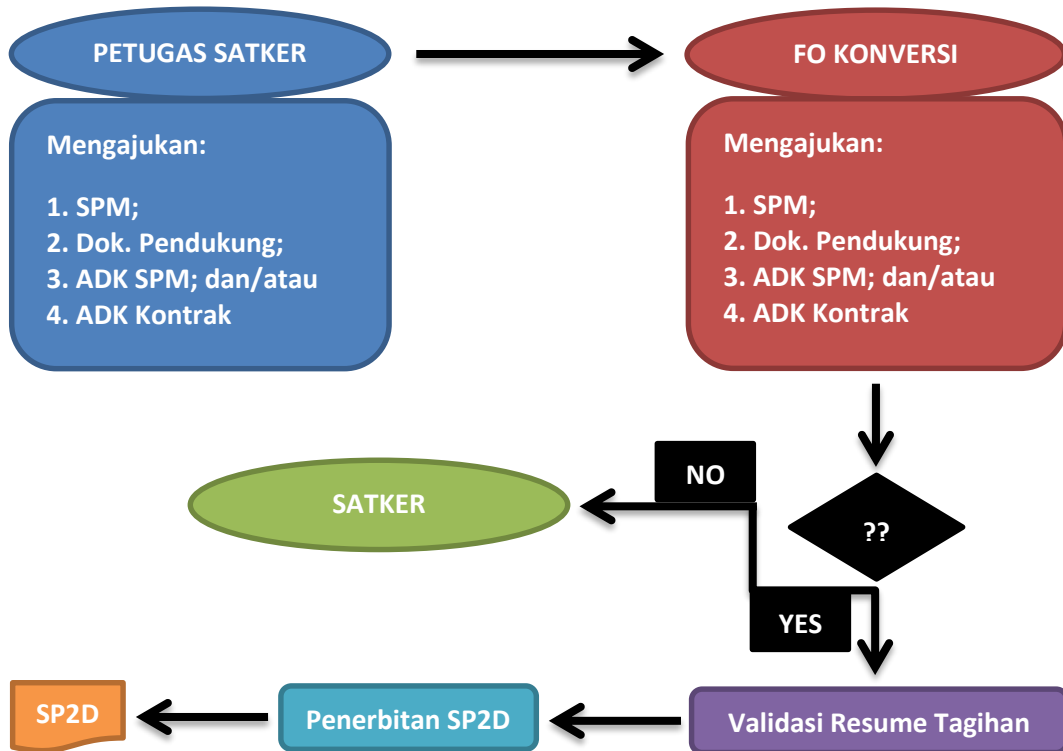 PETUGAS SATKER
Mengajukan:
1. SPM;
2. Dok. Pendukung;
3. ADK SPM; dan/atau
4. ADK Kontrak
FO KONVERSI
Mengajukan:
1. SPM;
2. Dok. Pendukung;
3. ADK SPM; dan/atau
4. ADK Kontrak
NO
SATKER
??
YES
SP2D
Penerbitan SP2D
Validasi Resume Tagihan